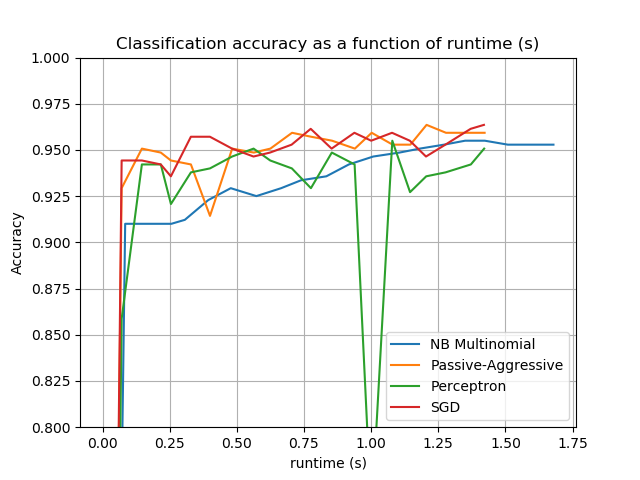 Classification accuracy as a function of runtime (s)
1.000
0.975
0.950
0.925
0.900
0.875
0.850
0.825
0.800
Accuracy
NB Multinomial
Passive-Aggressive
Perceptron
SGD
0.00 0.25 0.50 0.75 1.00 1.25 1.50 1.75
runtime (s)